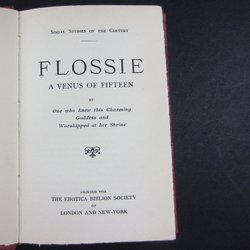 Social Studies of the Century
FLOSSIE
A VENUS OF FIFTEEN
BY
One who knew this Charming
Goddess and
Worshipped at her Shrine
PRINTED FOR
THE EROTICA BIBLION SOCIETY
OF
LONDON AND NEW-YORK